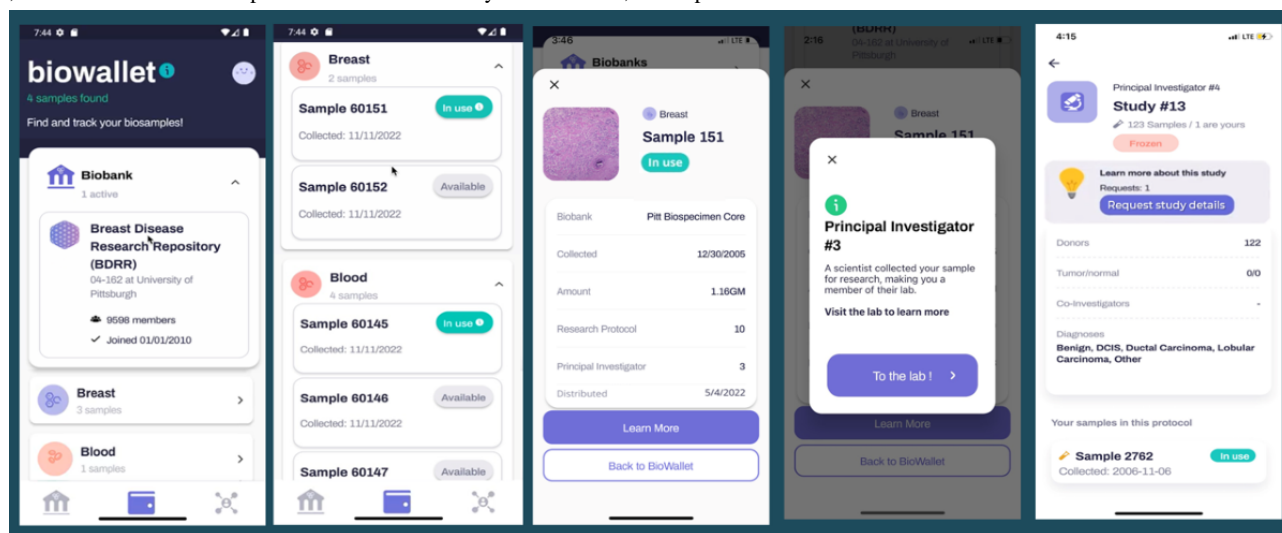 7:44
biowallet
4 samples found
Find and track your biosamples!
Biobank
1 active
Breast Disease
Research Repository
(BDRR)
04-162 at University of
Pittsburgh
9598 members
Joined 01/01/2010
Breast
3 samples
Blood
1 samples
7:44
Breast
2 samples
Sample 60151
In use
Collected: 11/11/2022
Sample 60152
Available
Collected: 11/11/2022
Blood
4 samples
Sample 60145
In use
Collected: 11/11/2022
Sample 60146
Available
Collected: 11/11/2022
Sample 60147
Available
3:46
LTE
Biobanks
Breast
Sample 151
In use
Biobank Pitt Biospecimen Core
Collected 12/30/2005
Amount 1.16GM
Research Protocol 10
Principal Investigator 3
Distributed 5/4/2022
Learn More
Back to BioWallet
(BDRR)
2:16
04-162 at University of
LTE
Pittsburgh
Breast
Sample 151
Principal Investigator
#3
A scientist collected your sample
for research, making you a
member of their lab.
Visit the lab to learn more
To the lab !
Learn More
Back to BioWallet
4:15
LTE
Principal Investigator #4
Study #13
123 Samples / 1 are yours
Frozen
Learn more about this study
Requests: 1
Request study details
Donors 122
Tumor/normal 0/0
Co-Investigators -
Diagnoses
Benign, DCIS, Ductal Carcinoma, Lobular
Carcinoma, Other
Your samples in this protocol
Sample 2762
In use
Collected: 2006-11-06